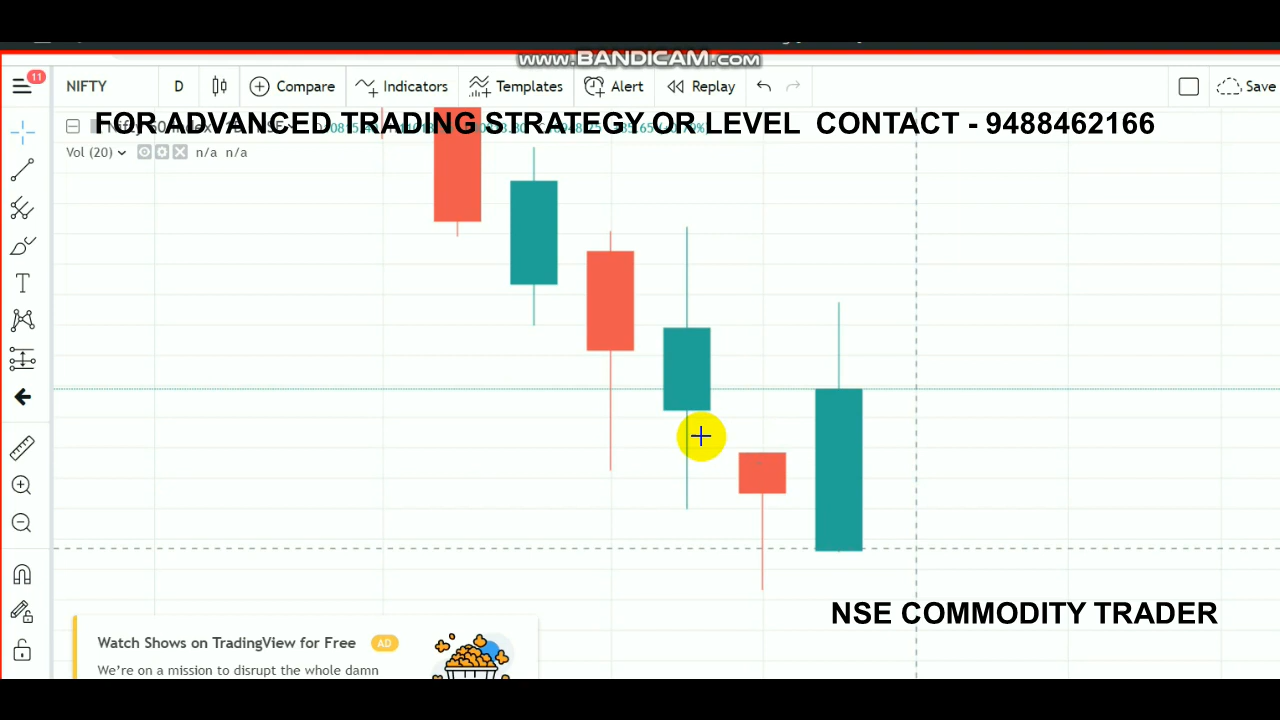 www.BANDICAM.com
11
NIFTY D Compare Indicators Templates Alert Replay Save
FOR ADVANCED TRADING STRATEGY OR LEVEL CONTACT - 9488462166
Vol (20) n/a n/a
NSE COMMODITY TRADER
Watch Shows on TradingView for Free AD
We're on a mission to disrupt the whole damn